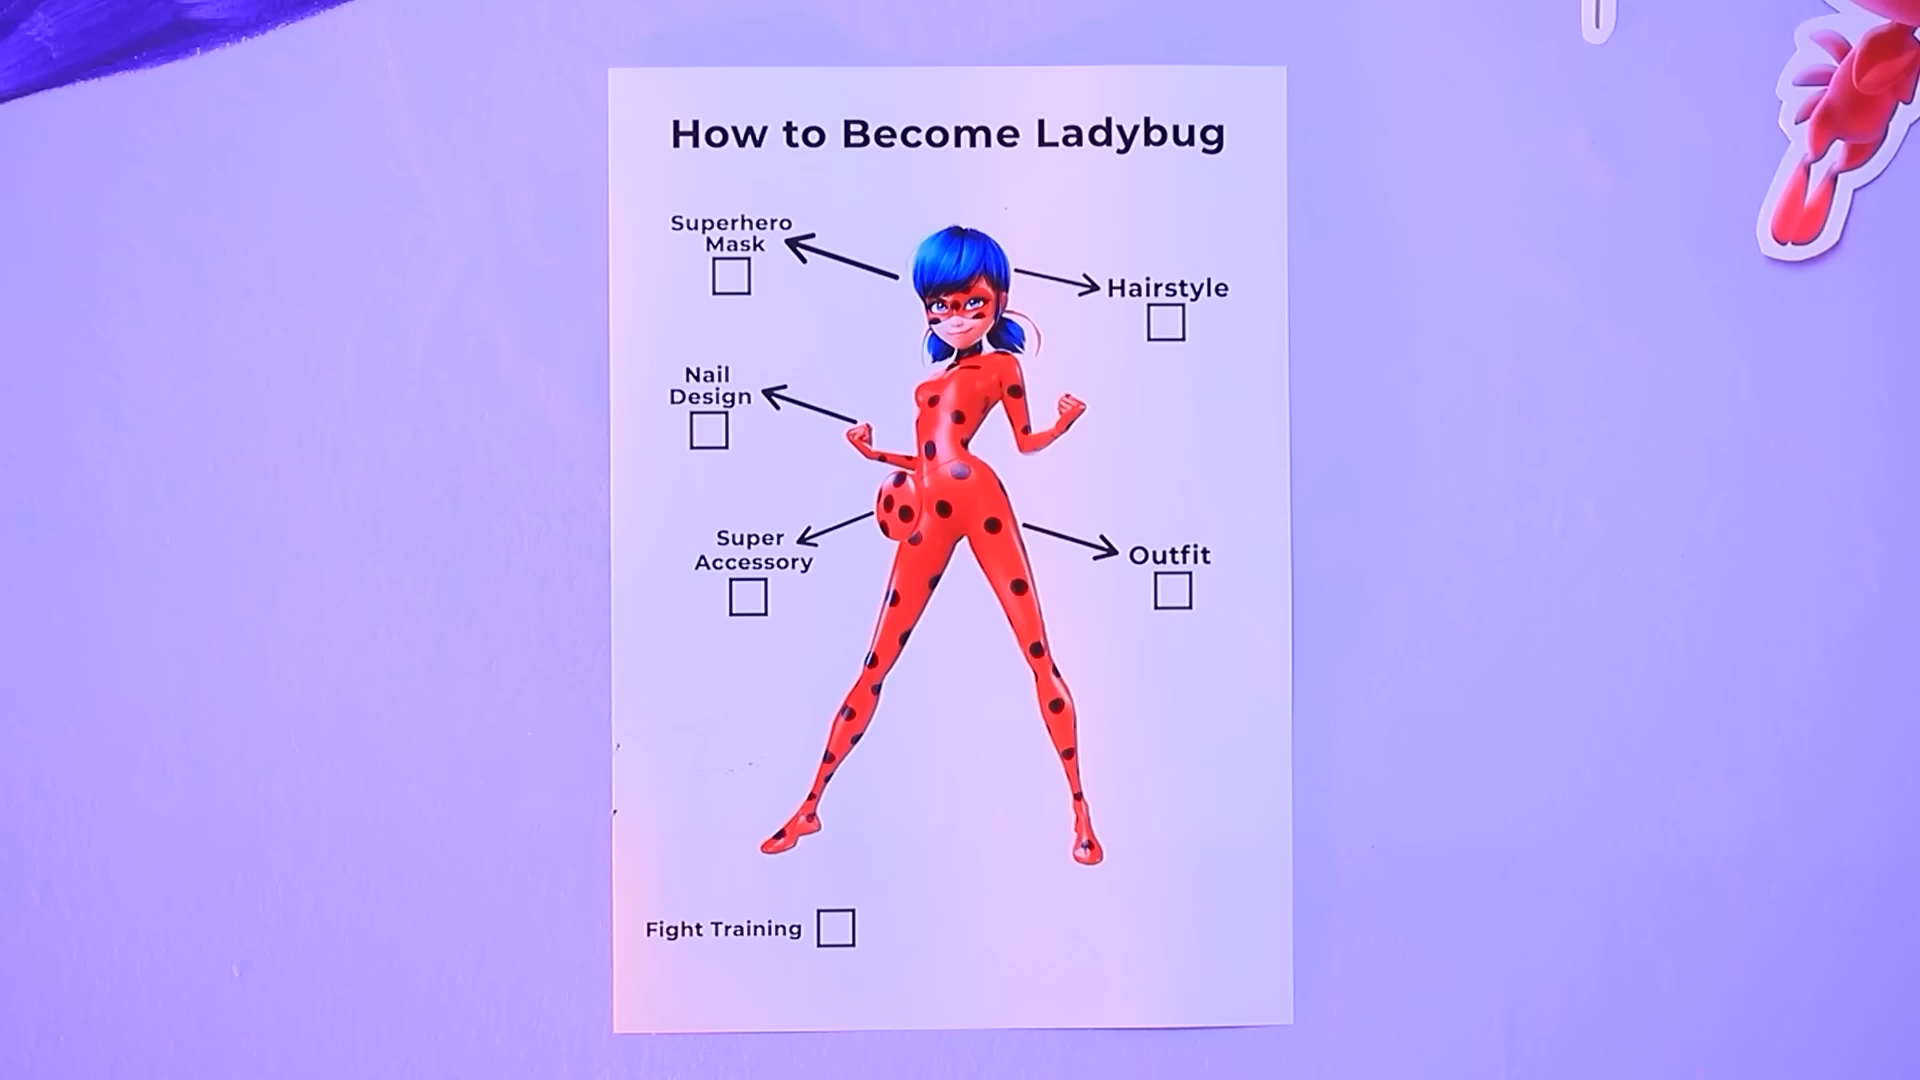 How to Become Ladybug
Superhero
Mask
Hairstyle
Nail
Design
Super
Accessory
Outfit
Fight Training